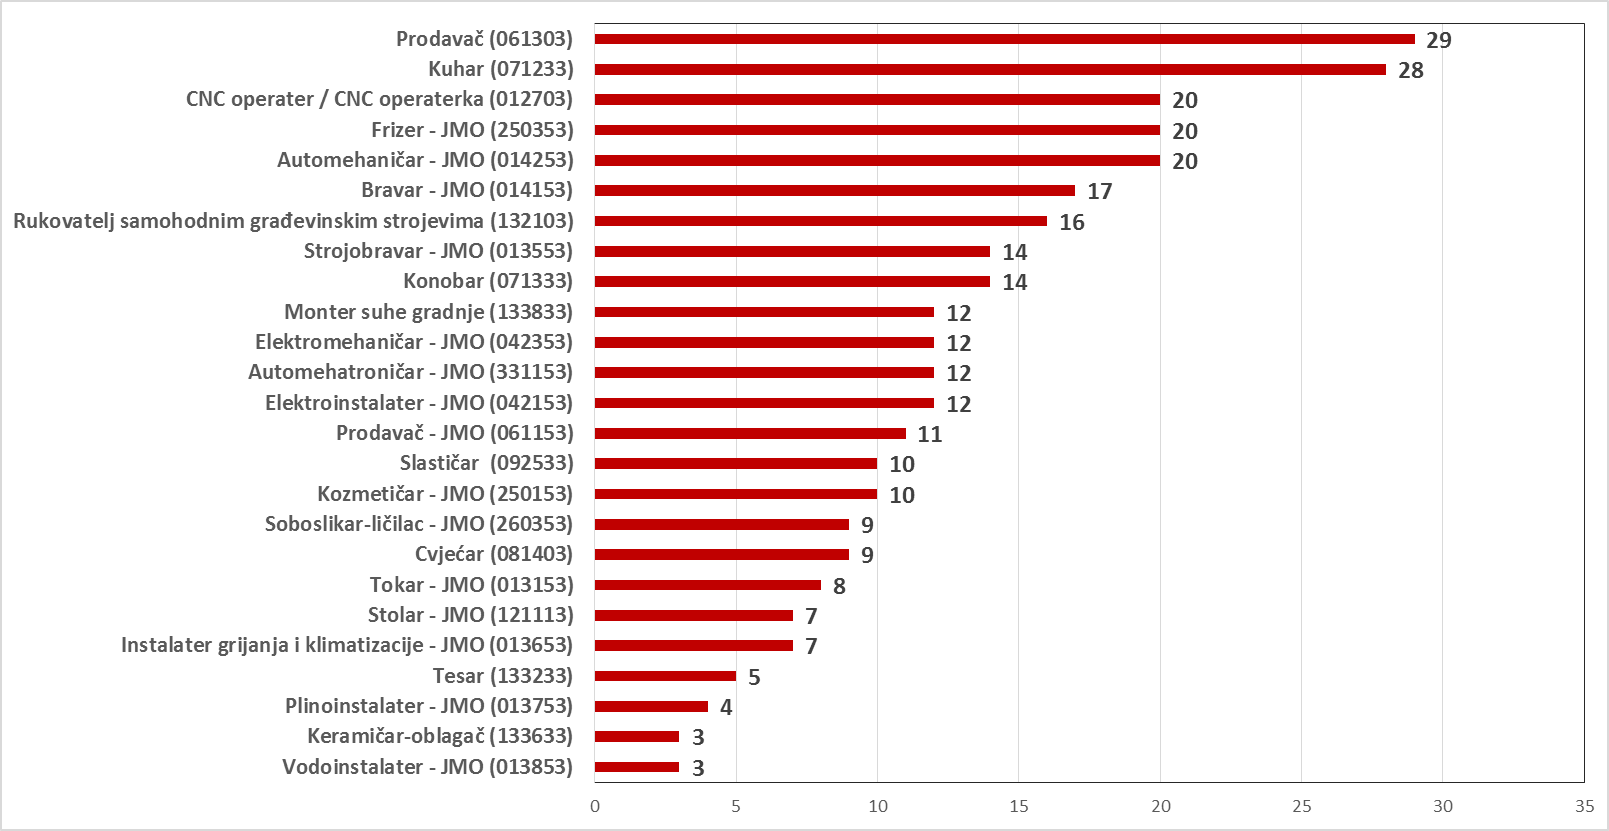 Prodavač (061303) 29
Kuhar (071233) 28
CNC operater / CNC operaterka (012703) 20
Frizer - JMO (250353) 20
Automehaničar - JMO (014253) 20
Bravar - JMO (014153) 17
Rukovatelj samohodnim građevinskim strojevima (132103) 16
Strojobravar - JMO (013553) 14
Konobar (071333) 14
Monter suhe gradnje (133833) 12
Elektromehaničar - JMO (042353) 12
Automehatroničar - JMO (331153) 12
Elektroinstalater - JMO (042153) 12
Prodavač - JMO (061153) 11
Slastičar  (092533) 10
Kozmetičar - JMO (250153) 10
Soboslikar-ličilac - JMO (260353) 9
Cvjećar (081403) 9
Tokar - JMO (013153) 8
Stolar - JMO (121113) 7
Instalater grijanja i klimatizacije - JMO (013653) 7
Tesar (133233) 5
Plinoinstalater - JMO (013753) 4
Keramičar-oblagač (133633) 3
Vodoinstalater - JMO (013853) 3
0 5 10 15 20 25 30 35